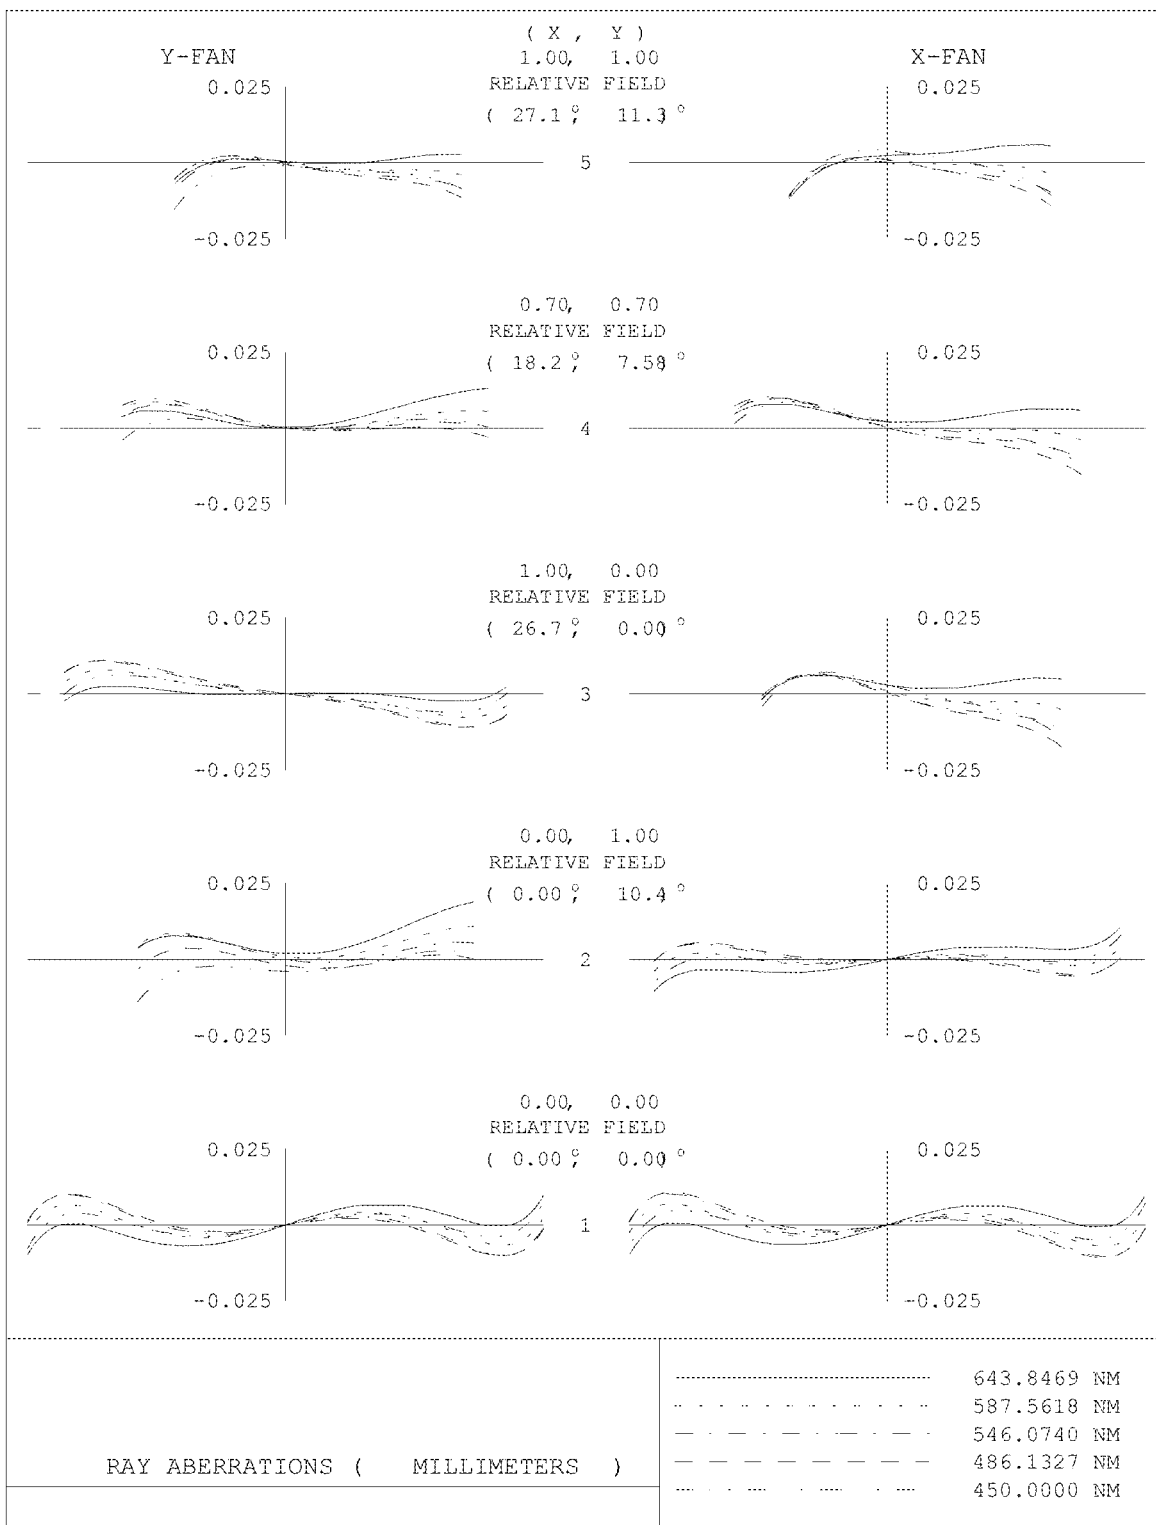 ( X , Y )
Y-FAN
1.00, 1.00
X-FAN
0.025
RELATIVE FIELD
0.025
( 27.1°, 11.3) °
5
-0.025
-0.025
0.70, 0.70
0.025
RELATIVE FIELD
0.025
( 18.2°, 7.58) °
4
-0.025
-0.025
1.00, 0.00
0.025
RELATIVE FIELD
0.025
( 26.7°, 0.00) °
3
-0.025
-0.025
0.00, 1.00
0.025
RELATIVE FIELD
0.025
( 0.00°, 10.4) °
2
-0.025
-0.025
0.00, 0.00
0.025
RELATIVE FIELD
0.025
( 0.00°, 0.00) °
1
-0.025
-0.025
RAY ABERRATIONS ( MILLIMETERS )
643.8469 NM
587.5618 NM
546.0740 NM
486.1327 NM
450.0000 NM